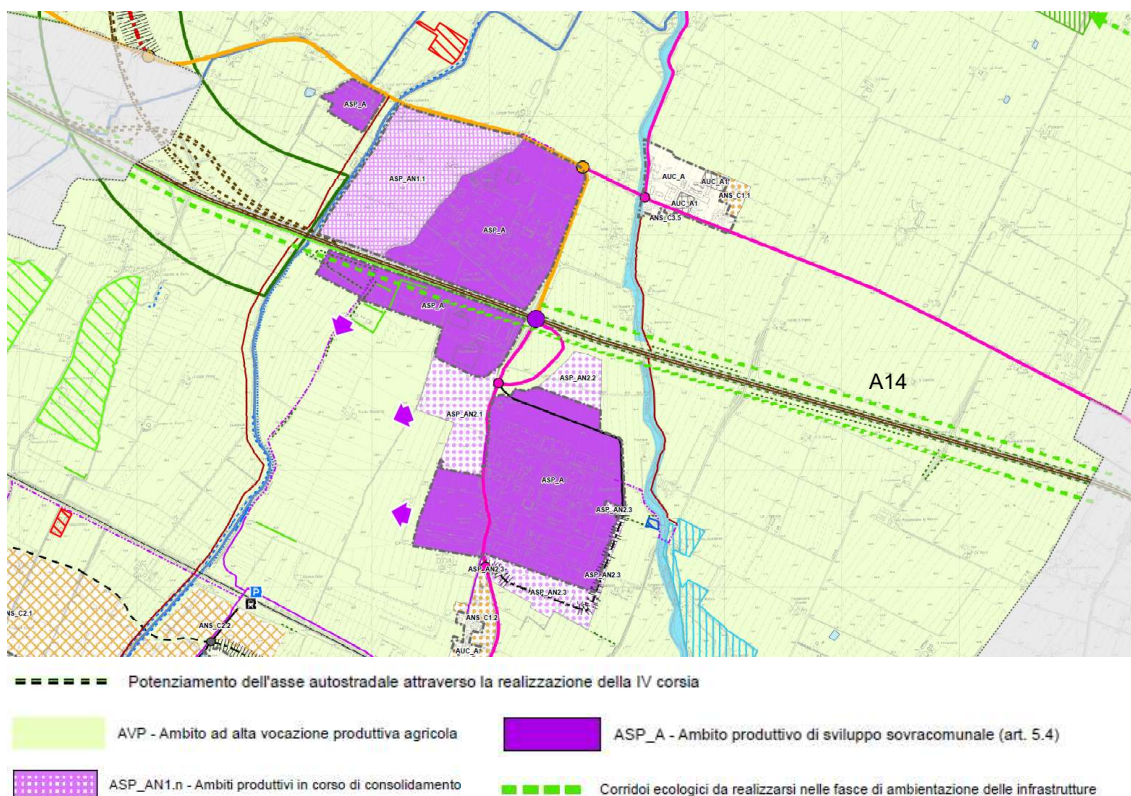 ASP_A
ASP_AN1.1
AUC_A
AUC_A1
ANS_C1.1
AUC_A1
ANS_C3.5
ASP_A
ASP_A
A14
ASP_AN2.2
ASP_AN2.1
ASP_A
ASP_AN2.3
ASP_AN2.3
ASP_AN2.3
ASP_AN2.3
P
NS_C2.1
ANS_C2.2
ANS_C1.2
AUC_A
Potenziamento dell'asse autostradale attraverso la realizzazione della IV corsia
AVP - Ambito ad alta vocazione produttiva agricola
ASP_A - Ambito produttivo di sviluppo sovracomunale (art. 5.4)
ASP_AN1.n - Ambiti produttivi in corso di consolidamento
Corridoi ecologici da realizzarsi nelle fasce di ambientazione delle infrastrutture